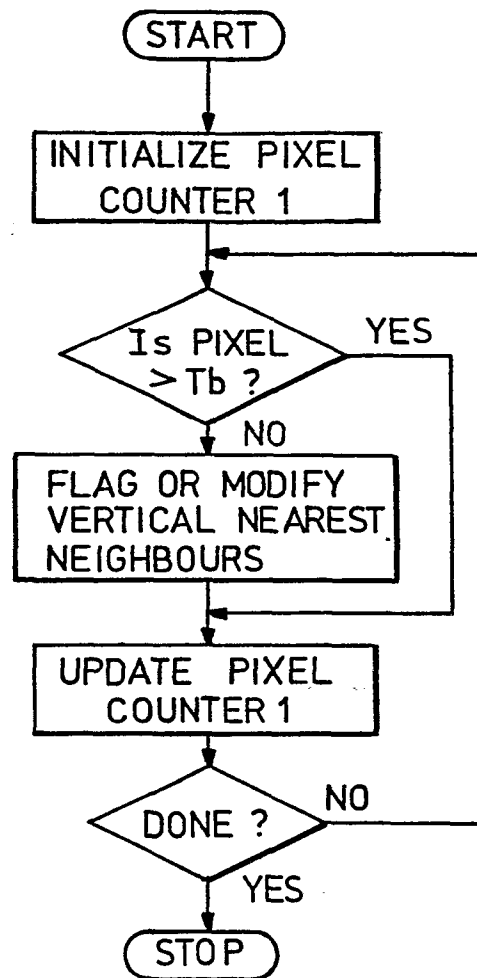 START
INITIALIZE PIXEL
COUNTER 1
Is PIXEL
> Tb ?
YES
NO
FLAG OR MODIFY
VERTICAL NEAREST
NEIGHBOURS
UPDATE PIXEL
COUNTER 1
DONE ?
NO
YES
STOP